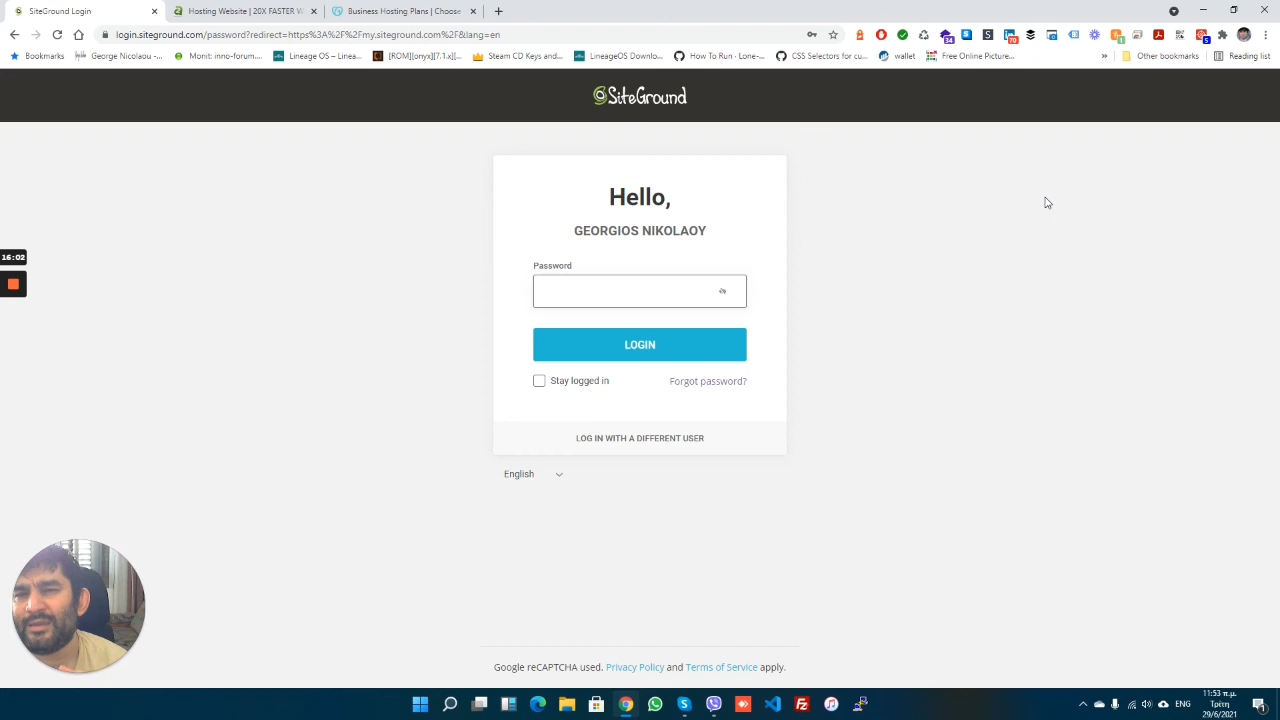 SiteGround Login
Hosting Website | 20X FASTER W
Business Hosting Plans | Choose
login.siteground.com/password?redirect=https%3A%2F%2Fmy.siteground.com%2F&lang=en
Bookmarks
George Nicolaou -...
Monit: inno-forum...
Lineage OS – Linea...
[ROM][onyx][7.1.x]...
Steam CD Keys and...
LineageOS Downlo...
How To Run - Lone-...
CSS Selectors for cu...
wallet
Free Online Picture...
»
Other bookmarks
Reading list
SiteGround
Hello,
GEORGIOS NIKOLAOY
16:02
Password
LOGIN
Stay logged in
Forgot password?
LOG IN WITH A DIFFERENT USER
English
Google reCAPTCHA used. Privacy Policy and Terms of Service apply.
ENG
11:53 π.μ.
Τρίτη
29/6/2021